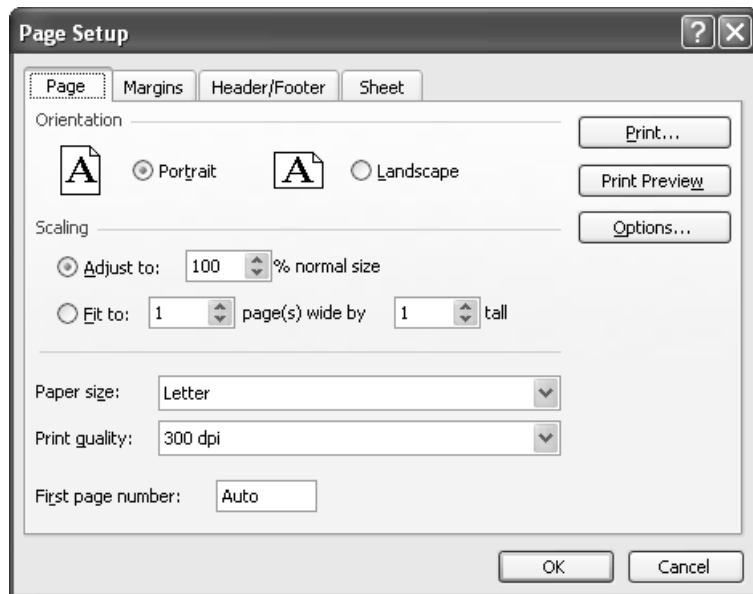 Page Setup
Page Margins Header/Footer Sheet
Orientation
A Portrait A Landscape
Print...
Print Preview
Options...
Scaling
Adjust to: 100 % normal size
Fit to: 1 page(s) wide by 1 tall
Paper size: Letter
Print quality: 300 dpi
First page number: Auto
OK Cancel